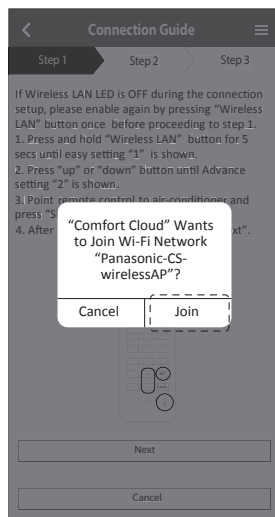 Connection Guide
Step 1
Step 2
Step 3
If Wireless LAN LED is OFF during the connection
setup, please enable again by pressing "Wireless
LAN" button once before proceeding to step 1.
1. Press and hold "Wireless LAN" button for 5
secs until easy setting "1" is shown.
2. Press "up" or "down" button until Advance
setting "2" is shown.
3. Point remote control to air-conditioner and
press "S
4. After
xt".
"Comfort Cloud" Wants
to Join Wi-Fi Network
"Panasonic-CS-
wirelessAP"?
Cancel
Join
Next
Cancel